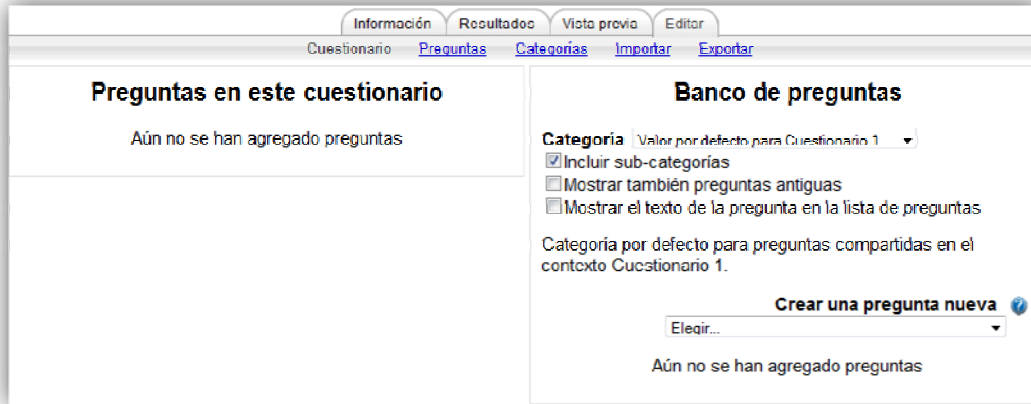 Información Resultados Vista previa Editar
Cuestionario Preguntas Categorías Importar Exportar
Preguntas en este cuestionario
Aún no se han agregado preguntas
Banco de preguntas
Categoría Valor por defecto para Cuestionario 1
Incluir sub-categorías
Mostrar también preguntas antiguas
Mostrar el texto de la pregunta en la lista de preguntas
Categoría por defecto para preguntas compartidas en el
contexto Cuestionario 1.
Crear una pregunta nueva ?
Elegir...
Aún no se han agregado preguntas